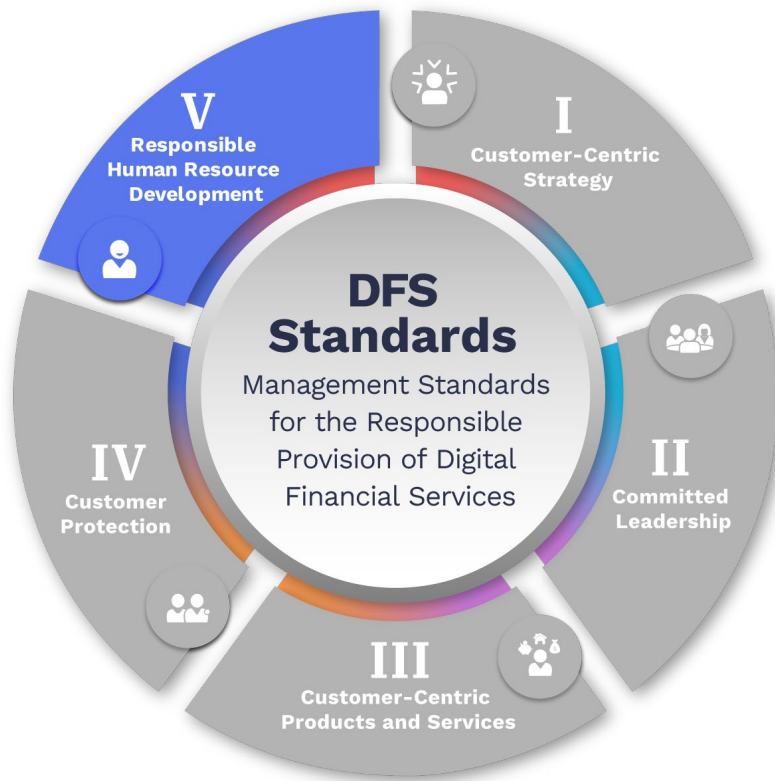 DFS
Standards
Management Standards
for the Responsible
Provision of Digital
Financial Services
I
Customer-Centric
Strategy
II
Committed
Leadership
III
Customer-Centric
Products and Services
IV
Customer
Protection
V
Responsible
Human Resource
Development